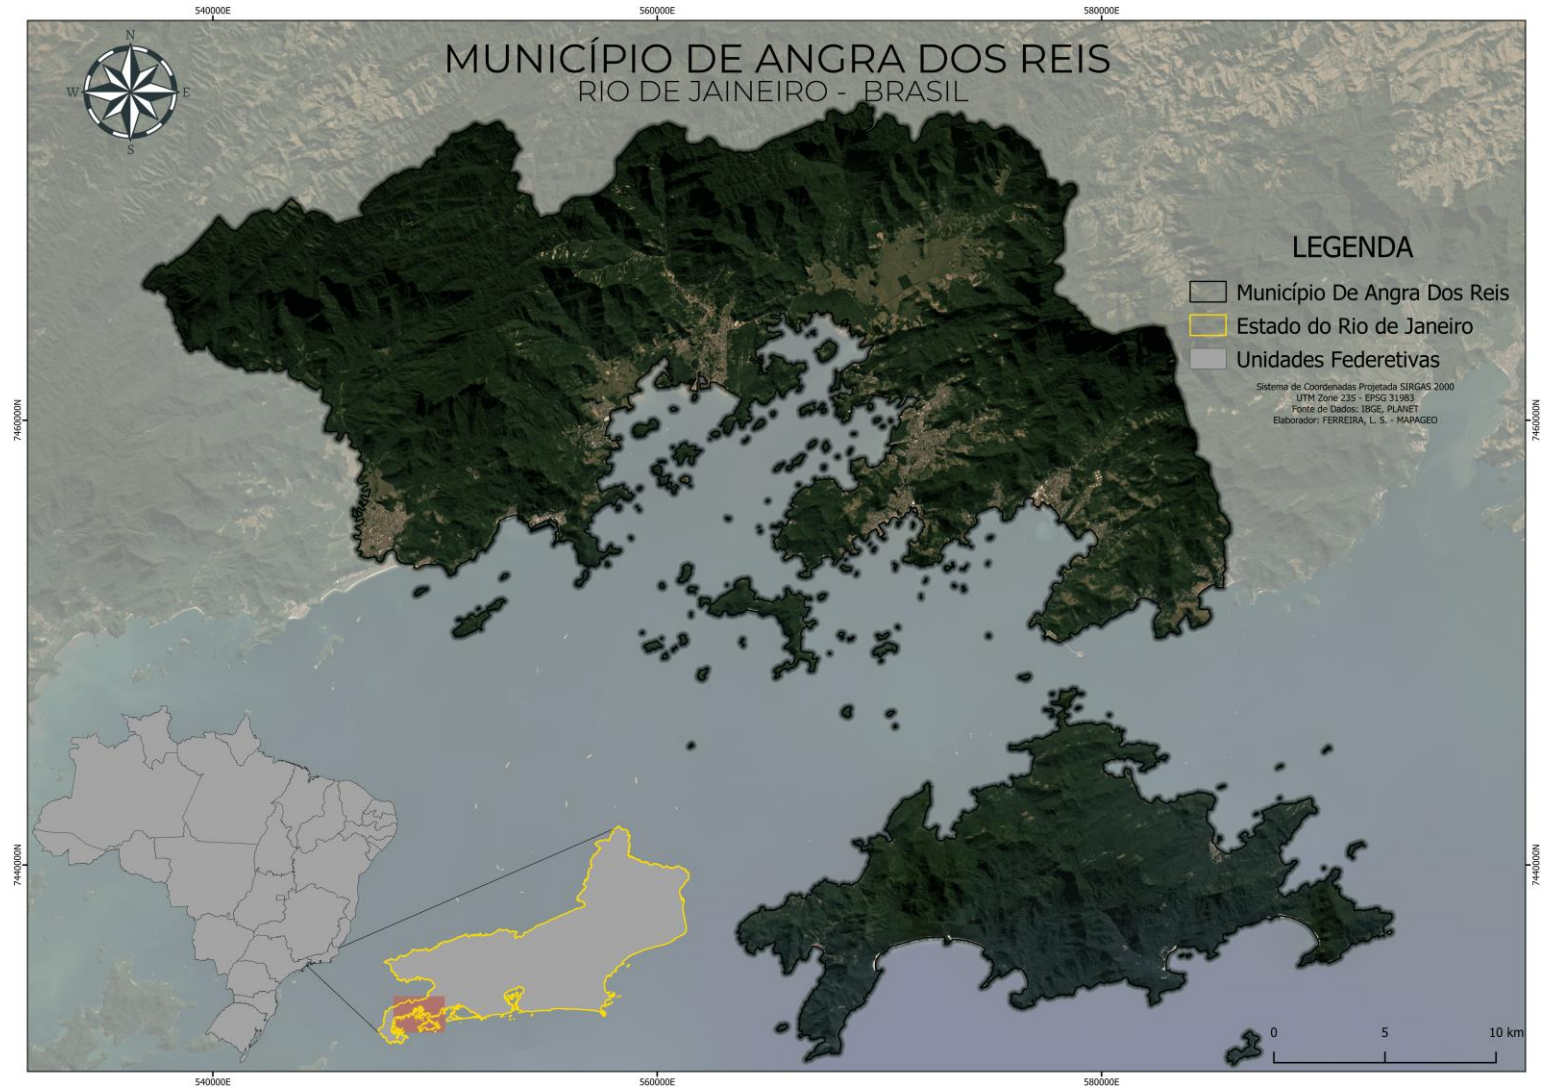 540000E
560000E
580000E
MUNICÍPIO DE ANGRA DOS REIS
RIO DE JAINEIRO - BRASIL
N
W
E
S
LEGENDA
Município De Angra Dos Reis
Estado do Rio de Janeiro
Unidades Federetivas
Sistema de Coordenadas Projetada SIRGAS 2000
UTM Zone 23S - EPSG 31983
Fonte de Dados: IBGE, PLANET
Elaborador: FERREIRA, L. S. - MAPAGEO
7460000N
7460000N
7440000N
7440000N
0
5
10 km
540000E
560000E
580000E